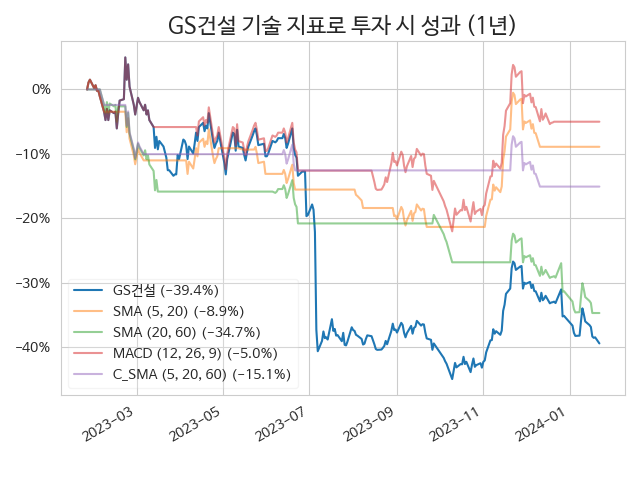 GS건설 기술 지표로 투자 시 성과 (1년)
0%
−10%
−20%
−30%
−40%
GS건설 (−39.4%)
SMA (5, 20) (−8.9%)
SMA (20, 60) (−34.7%)
MACD (12, 26, 9) (−5.0%)
C_SMA (5, 20, 60) (−15.1%)
2023-03
2023-05
2023-07
2023-09
2023-11
2024-01